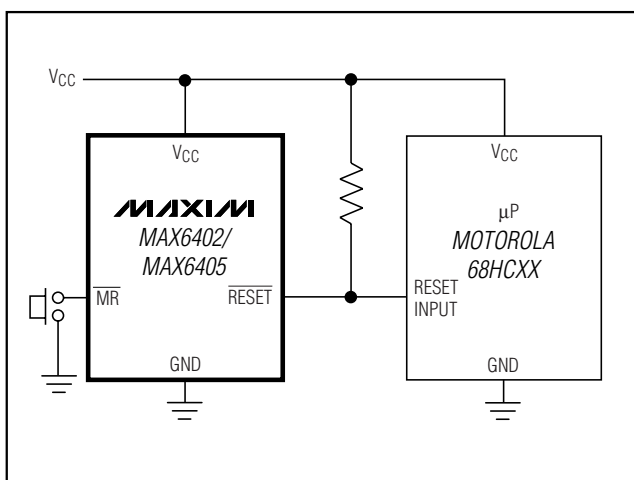 VCC
VCC
MAXIM
MAX6402/
MAX6405
MR
RESET
GND
VCC
μP
MOTOROLA
68HCXX
RESET
INPUT
GND